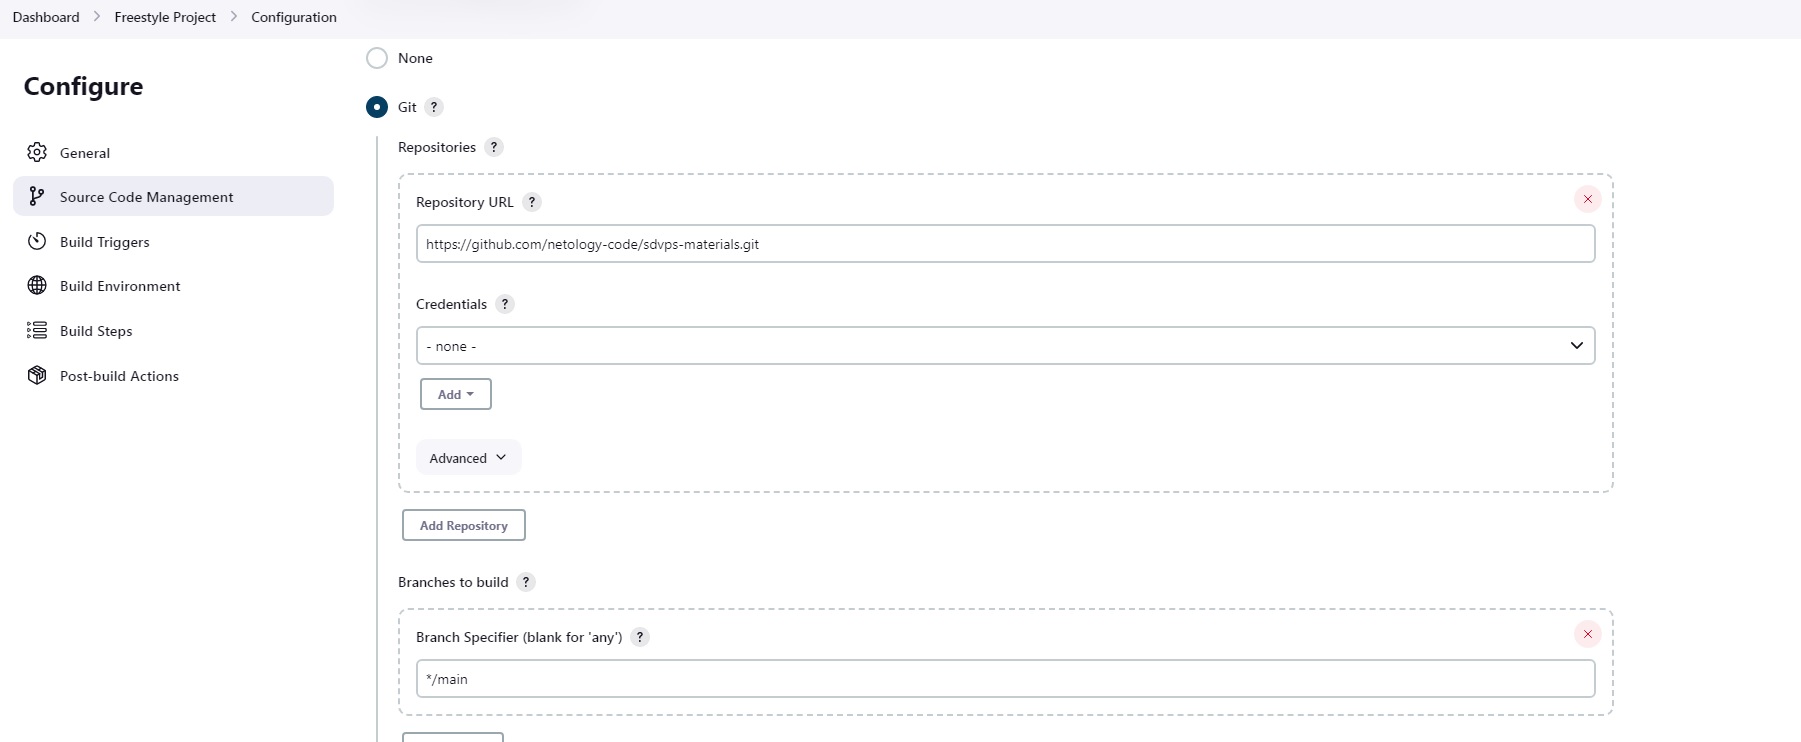 Dashboard > Freestyle Project > Configuration
Configure
General
Source Code Management
Build Triggers
Build Environment
Build Steps
Post-build Actions
None
Git ?
Repositories ?
Repository URL ?
https://github.com/netology-code/sdvps-materials.git
Credentials ?
- none -
Add
Advanced
Add Repository
Branches to build ?
Branch Specifier (blank for 'any') ?
*/main